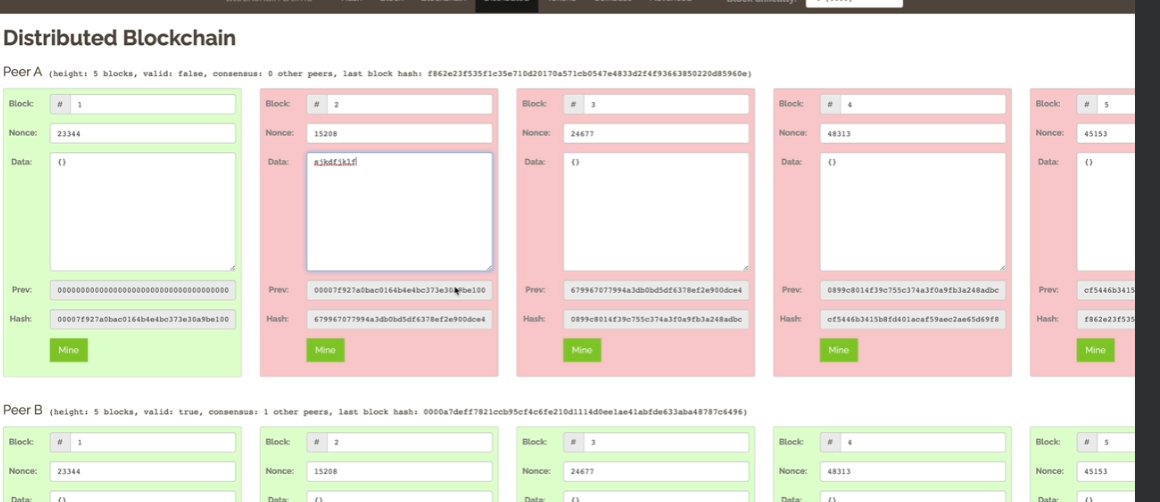 Distributed Blockchain
Peer A (height: 5 blocks, valid: false, consensus: 0 other peers, last block hash: f862e23f535f1c35e710d20170a571cb0547e4833d2f4f93663850220d85960e)
Block: # 1 Block: # 2 Block: # 3 Block: # 4 Block: # 5
Nonce: 23344 Nonce: 15208 Nonce: 24677 Nonce: 48313 Nonce: 45153
Data: {} Data: Data: {} Data: {} Data: {}
Prev: 00000000000000000000000000000000000 Prev: Prev: 679967077994a3db0bd5df6378ef2e900dce4 Prev: 0899c8014f39c755c374a3f0a9fb3a248adbc Prev: cf5446b3415
Hash: 00007f927a0bac0164b4e4bc373e30a9be100 Hash: 679967077994a3db0bd5df6378ef2e900dce4 Hash: 0899c8014f39c755c374a3f0a9fb3a248adbc Hash: cf5446b3415b8fd401acaf59aec2ae65d69f8 Hash: f862e23f535
Mine Mine Mine Mine Mine
Peer B (height: 5 blocks, valid: true, consensus: 1 other peers, last block hash: 0000a7deff7821ccb95cf4c6fe210d1114d0ee1ae41abfde633aba48787c6496)
Block: # 1 Block: # 2 Block: # 3 Block: # 4 Block: # 5
Nonce: 23344 Nonce: 15208 Nonce: 24677 Nonce: 48313 Nonce: 45153
Data: {} Data: {} Data: {} Data: {} Data: {}